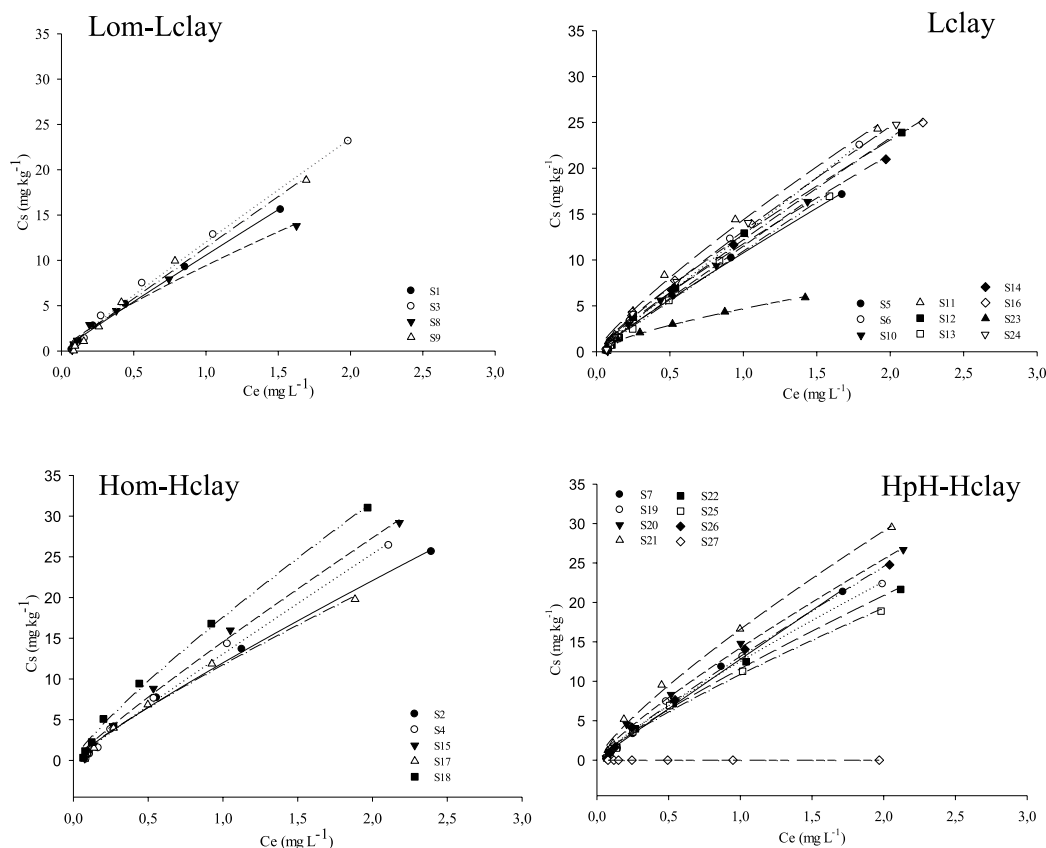 Lom-Lclay
35
30
25
20
15
10
5
0
Cs (mg kg-1)
0,0 0,5 1,0 1,5 2,0 2,5 3,0
Ce (mg L-1)
S1
S3
S8
S9
Lclay
35
30
25
20
15
10
5
0
Cs (mg kg-1)
0,0 0,5 1,0 1,5 2,0 2,5 3,0
Ce (mg L-1)
S5
S6
S10
S11
S12
S13
S14
S16
S23
S24
Hom-Hclay
35
30
25
20
15
10
5
0
Cs (mg kg-1)
0,0 0,5 1,0 1,5 2,0 2,5 3,0
Ce (mg L-1)
S2
S4
S15
S17
S18
HpH-Hclay
35
30
25
20
15
10
5
0
Cs (mg kg-1)
0,0 0,5 1,0 1,5 2,0 2,5 3,0
Ce (mg L-1)
S7
S19
S20
S21
S22
S25
S26
S27